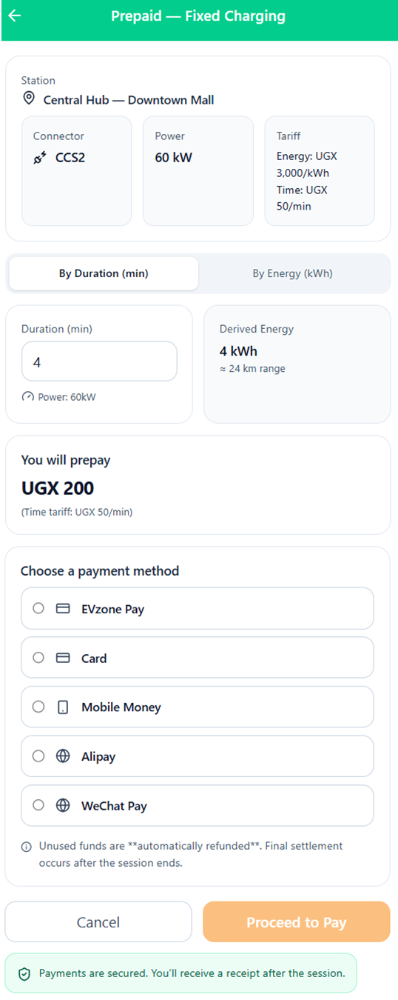 Prepaid — Fixed Charging
Station
Central Hub — Downtown Mall
Connector
CCS2
Power
60 kW
Tariff
Energy: UGX
3,000/kWh
Time: UGX
50/min
By Duration (min)
By Energy (kWh)
Duration (min)
4
Power: 60kW
Derived Energy
4 kWh
≈ 24 km range
You will prepay
UGX 200
(Time tariff: UGX 50/min)
Choose a payment method
EVzone Pay
Card
Mobile Money
Alipay
WeChat Pay
Unused funds are **automatically refunded**. Final settlement
occurs after the session ends.
Cancel
Proceed to Pay
Payments are secured. You’ll receive a receipt after the session.